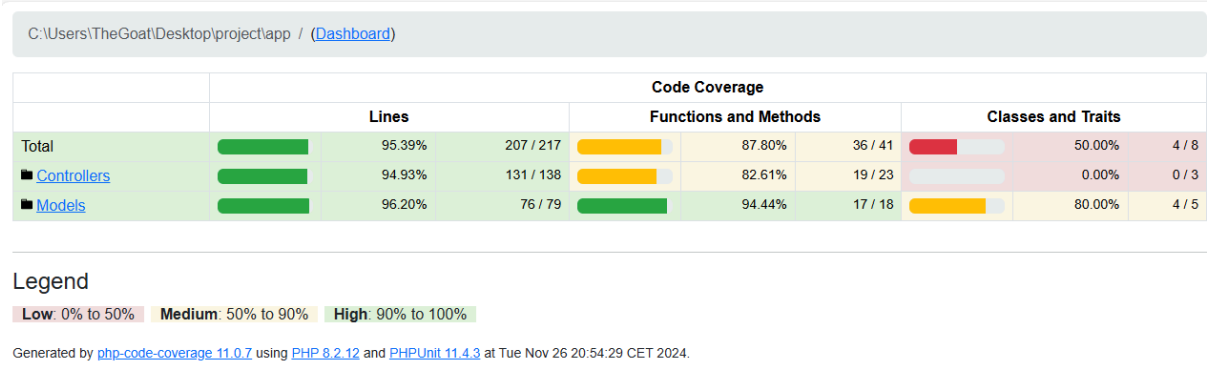 C:\Users\TheGoat\Desktop\project\app / (Dashboard)
Code Coverage
Lines Functions and Methods Classes and Traits
Total 95.39% 207 / 217 87.80% 36 / 41 50.00% 4 / 8
Controllers 94.93% 131 / 138 82.61% 19 / 23 0.00% 0 / 3
Models 96.20% 76 / 79 94.44% 17 / 18 80.00% 4 / 5
Legend
Low: 0% to 50% Medium: 50% to 90% High: 90% to 100%
Generated by php-code-coverage 11.0.7 using PHP 8.2.12 and PHPUnit 11.4.3 at Tue Nov 26 20:54:29 CET 2024.